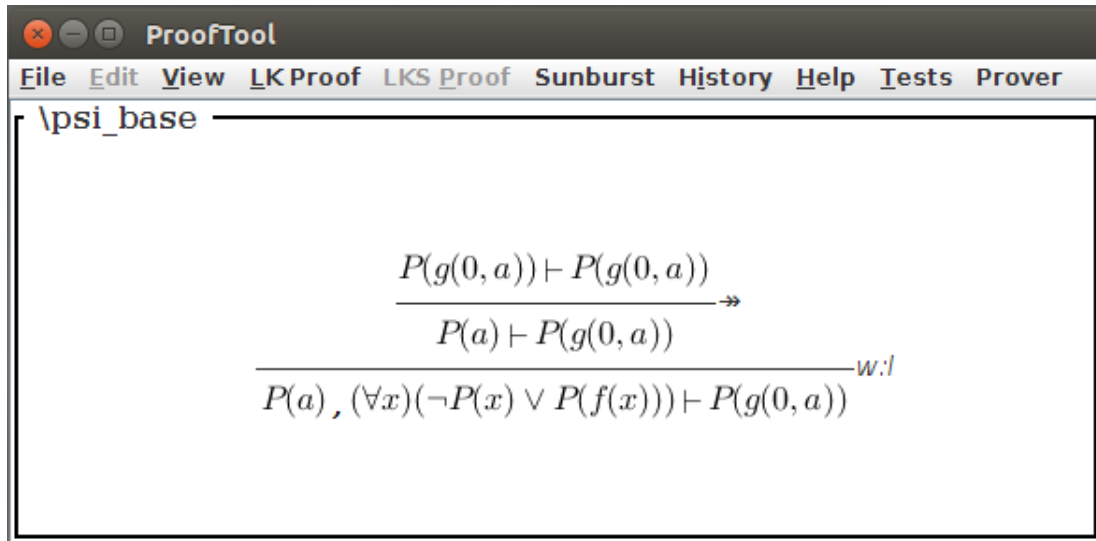 ProofTool
File Edit View LK Proof LKS Proof Sunburst History Help Tests Prover
\psi_base
P(g(0, a)) ⊢ P(g(0, a))
↠
P(a) ⊢ P(g(0, a))
w:l
P(a) , (∀x)(¬P(x) ∨ P(f(x))) ⊢ P(g(0, a))